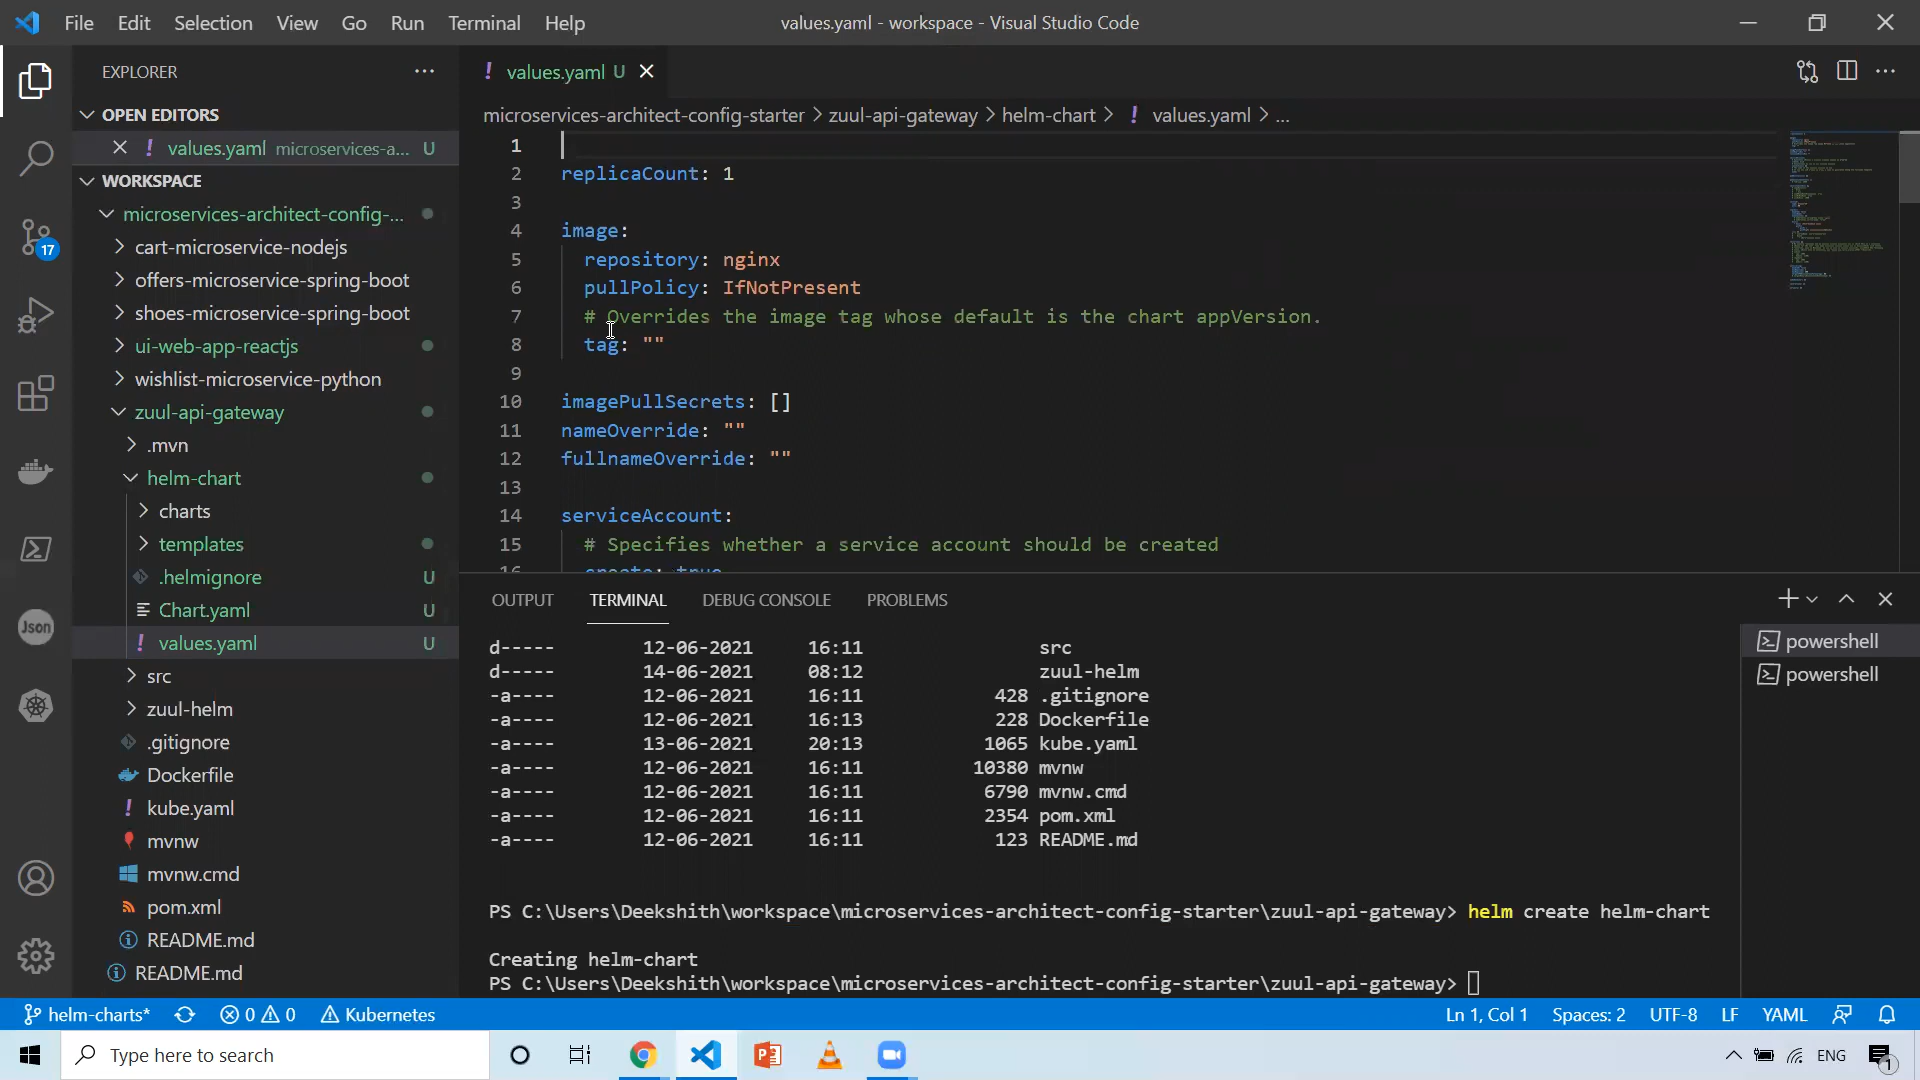 File Edit Selection View Go Run Terminal Help
values.yaml - workspace - Visual Studio Code
EXPLORER
OPEN EDITORS
values.yaml microservices-a... U
WORKSPACE
microservices-architect-config-...
cart-microservice-nodejs
offers-microservice-spring-boot
shoes-microservice-spring-boot
ui-web-app-reactjs
wishlist-microservice-python
zuul-api-gateway
.mvn
helm-chart
charts
templates
.helmignore U
Chart.yaml U
values.yaml U
src
zuul-helm
.gitignore
Dockerfile
kube.yaml
mvnw
mvnw.cmd
pom.xml
README.md
README.md
17
Json
values.yaml U
microservices-architect-config-starter > zuul-api-gateway > helm-chart > ! values.yaml > ...
1
2 replicaCount: 1
3
4 image:
5 repository: nginx
6 pullPolicy: IfNotPresent
7 # Overrides the image tag whose default is the chart appVersion.
8 tag: ""
9
10 imagePullSecrets: []
11 nameOverride: ""
12 fullnameOverride: ""
13
14 serviceAccount:
15 # Specifies whether a service account should be created
16 create: true
OUTPUT TERMINAL DEBUG CONSOLE PROBLEMS
d----- 12-06-2021 16:11 src
d----- 14-06-2021 08:12 zuul-helm
-a---- 12-06-2021 16:11 428 .gitignore
-a---- 12-06-2021 16:13 228 Dockerfile
-a---- 13-06-2021 20:13 1065 kube.yaml
-a---- 12-06-2021 16:11 10380 mvnw
-a---- 12-06-2021 16:11 6790 mvnw.cmd
-a---- 12-06-2021 16:11 2354 pom.xml
-a---- 12-06-2021 16:11 123 README.md
PS C:\Users\Deekshith\workspace\microservices-architect-config-starter\zuul-api-gateway> helm create helm-chart
Creating helm-chart
PS C:\Users\Deekshith\workspace\microservices-architect-config-starter\zuul-api-gateway>
powershell
powershell
helm-charts* 0 0 Kubernetes
Ln 1, Col 1 Spaces: 2 UTF-8 LF YAML
Type here to search
ENG 1